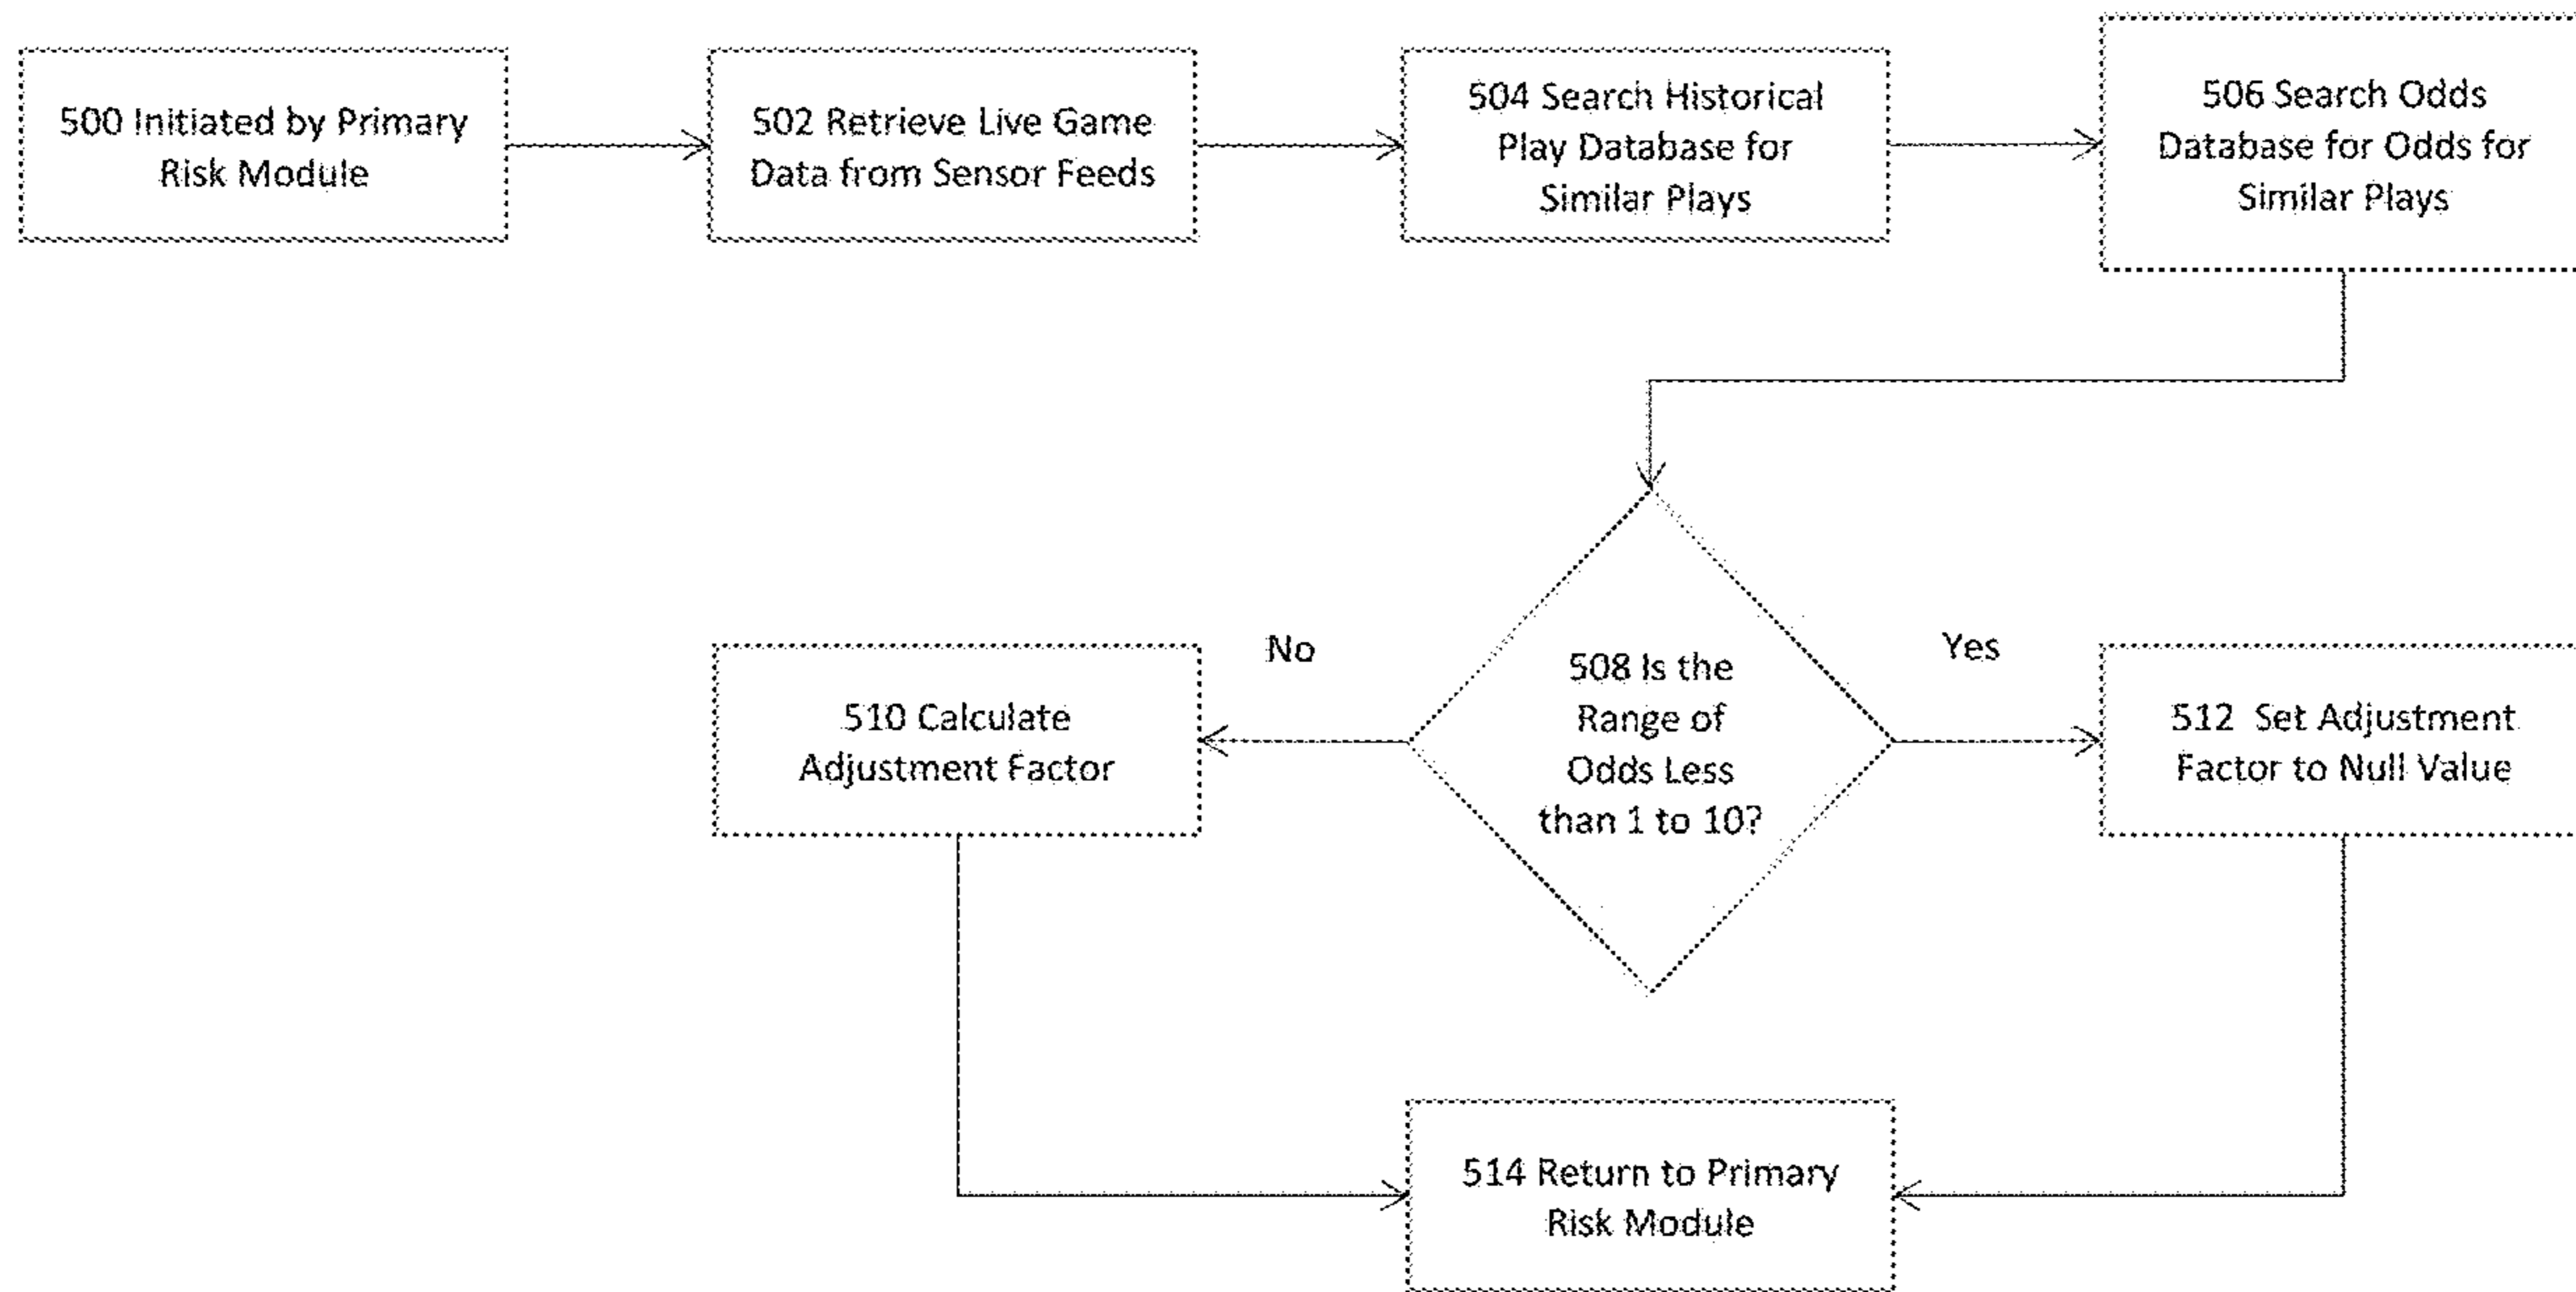 500 Initiated by Primary
Risk Module
502 Retrieve Live Game
Data from Sensor Feeds
504 Search Historical
Play Database for
Similar Plays
506 Search Odds
Database for Odds for
Similar Plays
508 Is the
Range of
Odds Less
than 1 to 10?
No
Yes
510 Calculate
Adjustment Factor
512 Set Adjustment
Factor to Null Value
514 Return to Primary
Risk Module